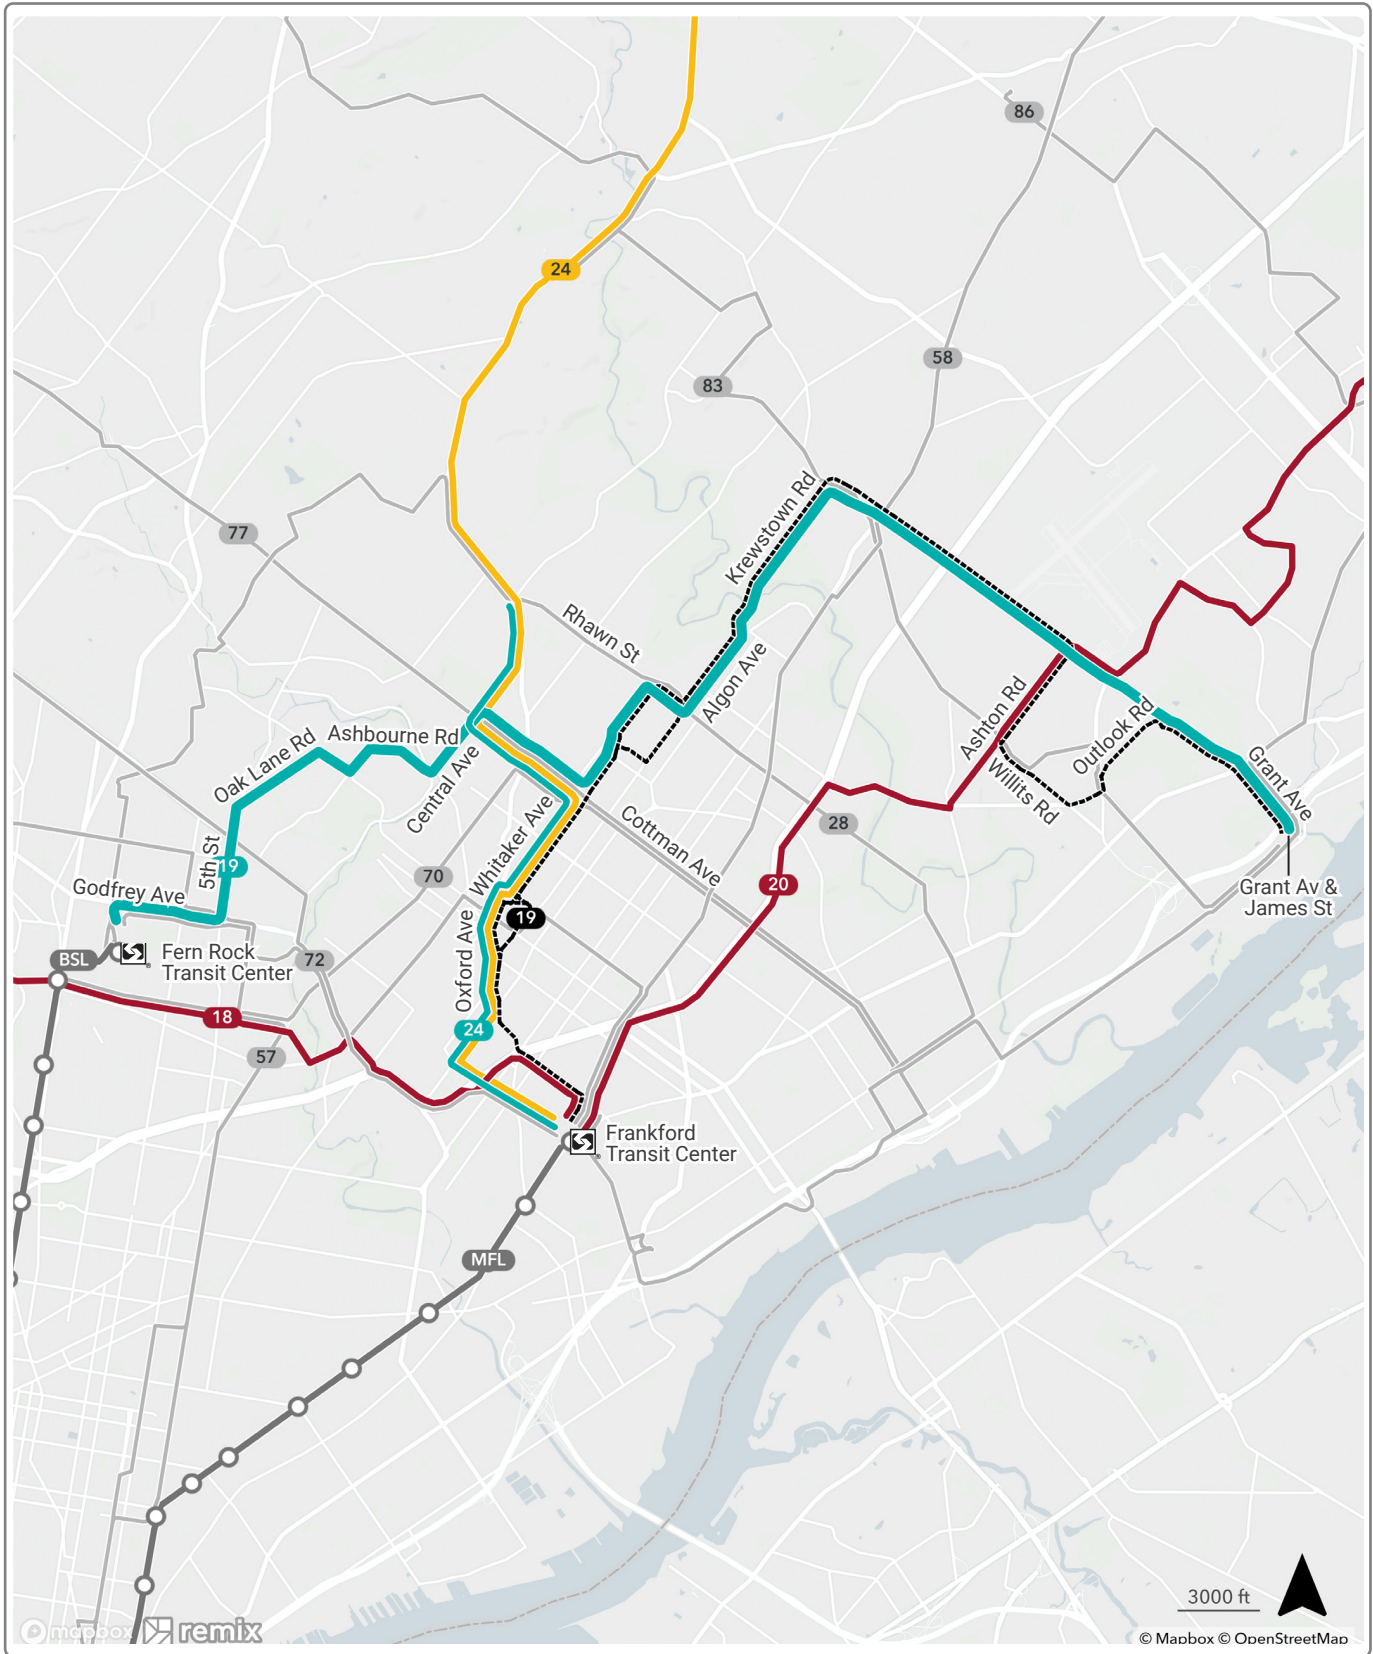 86
24
58
83
Krewstown Rd
77
Rhawn St
Algon Ave
Ashton Rd
Outlook Rd
Oak Lane Rd
Ashbourne Rd
Central Ave
Willits Rd
Grant Ave
Whitaker Ave
Cottman Ave
28
5th St
19
70
20
Godfrey Ave
Grant Av &
James St
19
Oxford Ave
BSL
Fern Rock
Transit Center
72
18
24
57
Frankford
Transit Center
MFL
3000 ft
mapbox
remix
© Mapbox © OpenStreetMap